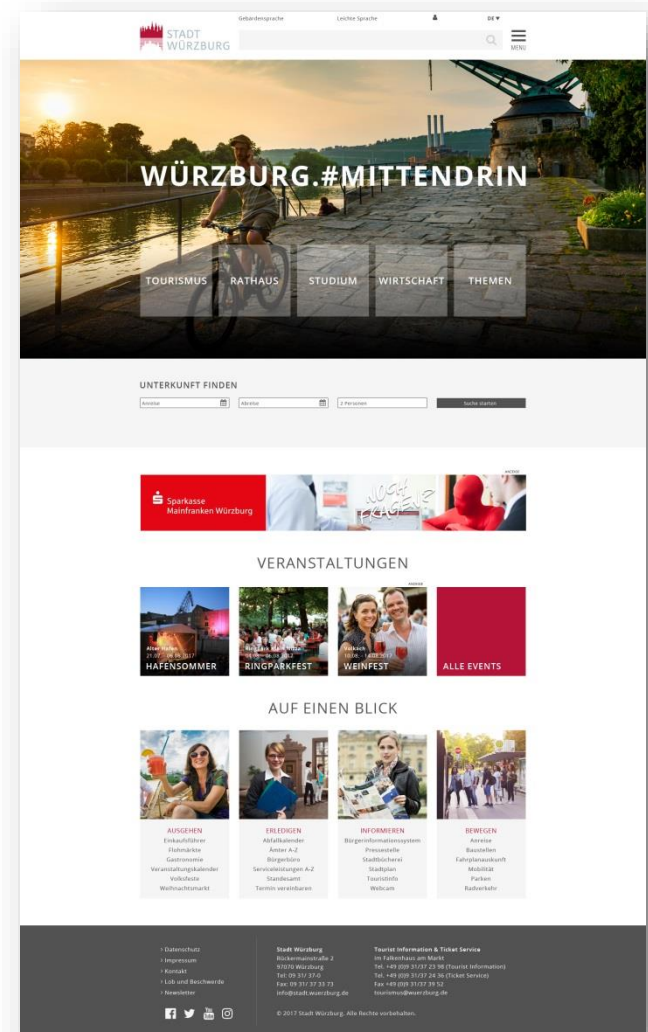 Gebärdensprache
Leichte Sprache
DE ▾
STADT
WÜRZBURG
MENÜ
WÜRZBURG.#MITTENDRIN
TOURISMUS
RATHAUS
STUDIUM
WIRTSCHAFT
THEMEN
UNTERKUNFT FINDEN
Anreise
Abreise
2 Personen
Suche starten
ANZEIGE
Sparkasse
Mainfranken Würzburg
NOCH
FRAGEN?
VERANSTALTUNGEN
ANZEIGE
Alter Hafen
HAFENSOMMER
RINGPARKFEST
Volkach
WEINFEST
ALLE EVENTS
AUF EINEN BLICK
AUSGEHEN
Einkaufsführer
Flohmärkte
Gastronomie
Veranstaltungskalender
Volksfeste
Weihnachtsmarkt
ERLEDIGEN
Abfallkalender
Ämter A-Z
Bürgerbüro
Serviceleistungen A-Z
Standesamt
Termin vereinbaren
INFORMIEREN
Bürgerinformationssystem
Pressestelle
Stadtbücherei
Stadtplan
Touristinfo
Webcam
BEWEGEN
Anreise
Baustellen
Fahrplanauskunft
Mobilität
Parken
Radverkehr
› Datenschutz
› Impressum
› Kontakt
› Lob und Beschwerde
› Newsletter
Stadt Würzburg
Rückermainstraße 2
97070 Würzburg
Tel: 09 31/ 37-0
Fax: 09 31/ 37 33 73
info@stadt.wuerzburg.de
Tourist Information & Ticket Service
im Falkenhaus am Markt
Tel. +49 (0)9 31/37 23 98 (Tourist Information)
Tel. +49 (0)9 31/37 24 36 (Ticket Service)
Fax +49 (0)9 31/37 39 52
tourismus@wuerzburg.de
© 2017 Stadt Würzburg. Alle Rechte vorbehalten.